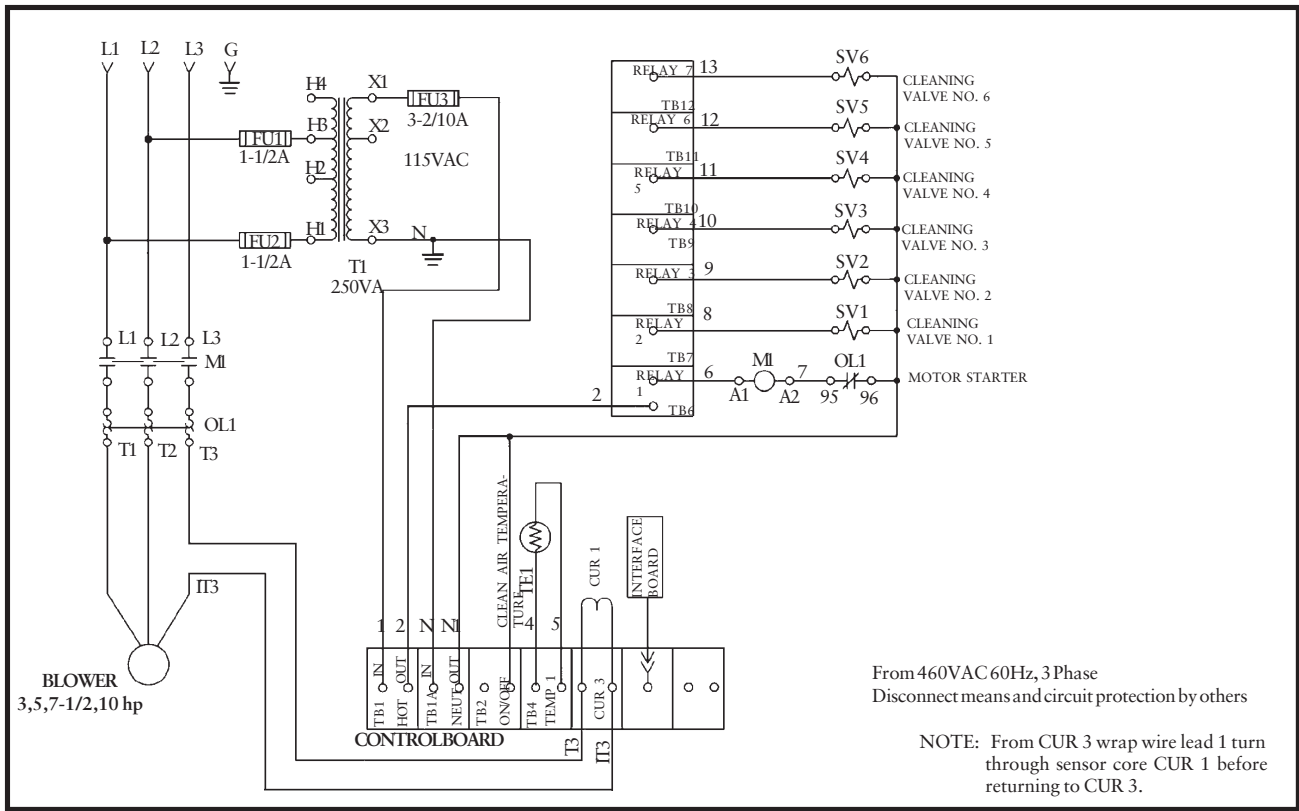 L1 L2 L3 G
H4
H3
H2
H1
X1
X2
X3
FU1
1-1/2A
FU2
1-1/2A
FU3
3-2/10A
115VAC
N
T1
250VA
L1 L2 L3
M1
OL1
T1 T2 T3
IT3
BLOWER
3,5,7-1/2,10 hp
RELAY 7 13
TB12
RELAY 6 12
TB11
RELAY 11
5
TB10
RELAY 4 10
TB9
RELAY 3 9
TB8
RELAY 8
2
TB7
RELAY 6
1
TB6
2
SV6
CLEANING
VALVE NO. 6
SV5
CLEANING
VALVE NO. 5
SV4
CLEANING
VALVE NO. 4
SV3
CLEANING
VALVE NO. 3
SV2
CLEANING
VALVE NO. 2
SV1
CLEANING
VALVE NO. 1
M1
A1 A2
7
OL1
95 96
MOTOR STARTER
CLEAN AIR TEMPERA-
TURE
TE1
CUR 1
INTERFACE
BOARD
1 2 N N1 4 5
TB1 IN
HOT OUT
TB1A IN
NEUT OUT
TB2
ON/OFF
TB4
TEMP 1
CUR 3
CONTROLBOARD
T3
IT3
From 460VAC 60Hz, 3 Phase
Disconnect means and circuit protection by others
NOTE: From CUR 3 wrap wire lead 1 turn
through sensor core CUR 1 before
returning to CUR 3.